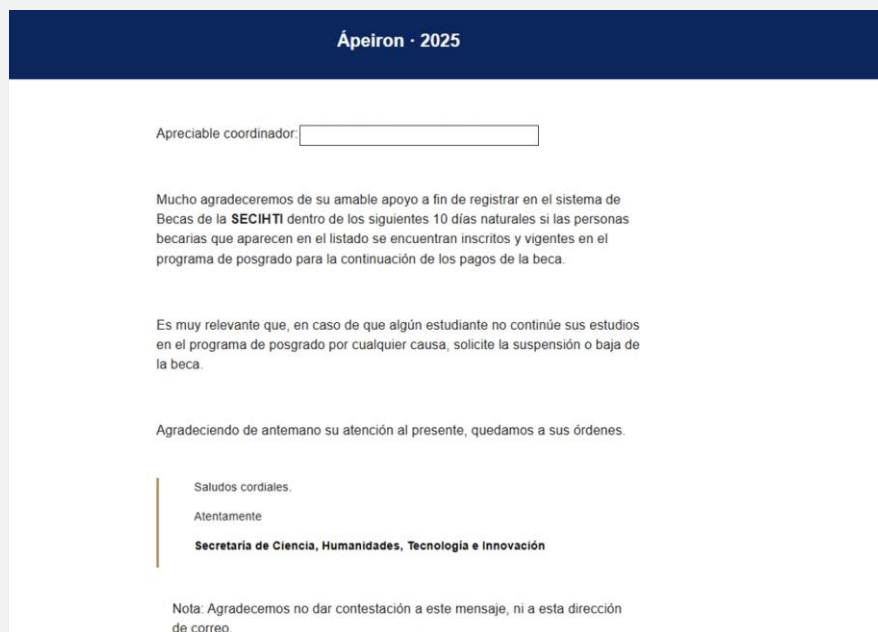 Ápeiron · 2025
Apreciable coordinador:
Mucho agradeceremos de su amable apoyo a fin de registrar en el sistema de
Becas de la SECIHTI dentro de los siguientes 10 días naturales si las personas
becarias que aparecen en el listado se encuentran inscritos y vigentes en el
programa de posgrado para la continuación de los pagos de la beca.
Es muy relevante que, en caso de que algún estudiante no continúe sus estudios
en el programa de posgrado por cualquier causa, solicite la suspensión o baja de
la beca.
Agradeciendo de antemano su atención al presente, quedamos a sus órdenes.
Saludos cordiales.
Atentamente
Secretaría de Ciencia, Humanidades, Tecnología e Innovación
Nota: Agradecemos no dar contestación a este mensaje, ni a esta dirección
de correo.